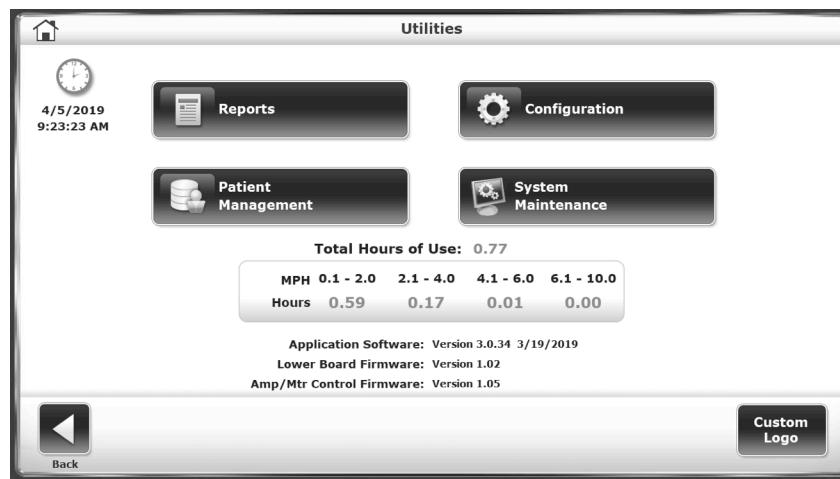 Utilities
4/5/2019
9:23:23 AM
Reports
Configuration
Patient
Management
System
Maintenance
Total Hours of Use: 0.77
MPH 0.1 - 2.0 2.1 - 4.0 4.1 - 6.0 6.1 - 10.0
Hours 0.59 0.17 0.01 0.00
Application Software: Version 3.0.34 3/19/2019
Lower Board Firmware: Version 1.02
Amp/Mtr Control Firmware: Version 1.05
Back
Custom
Logo